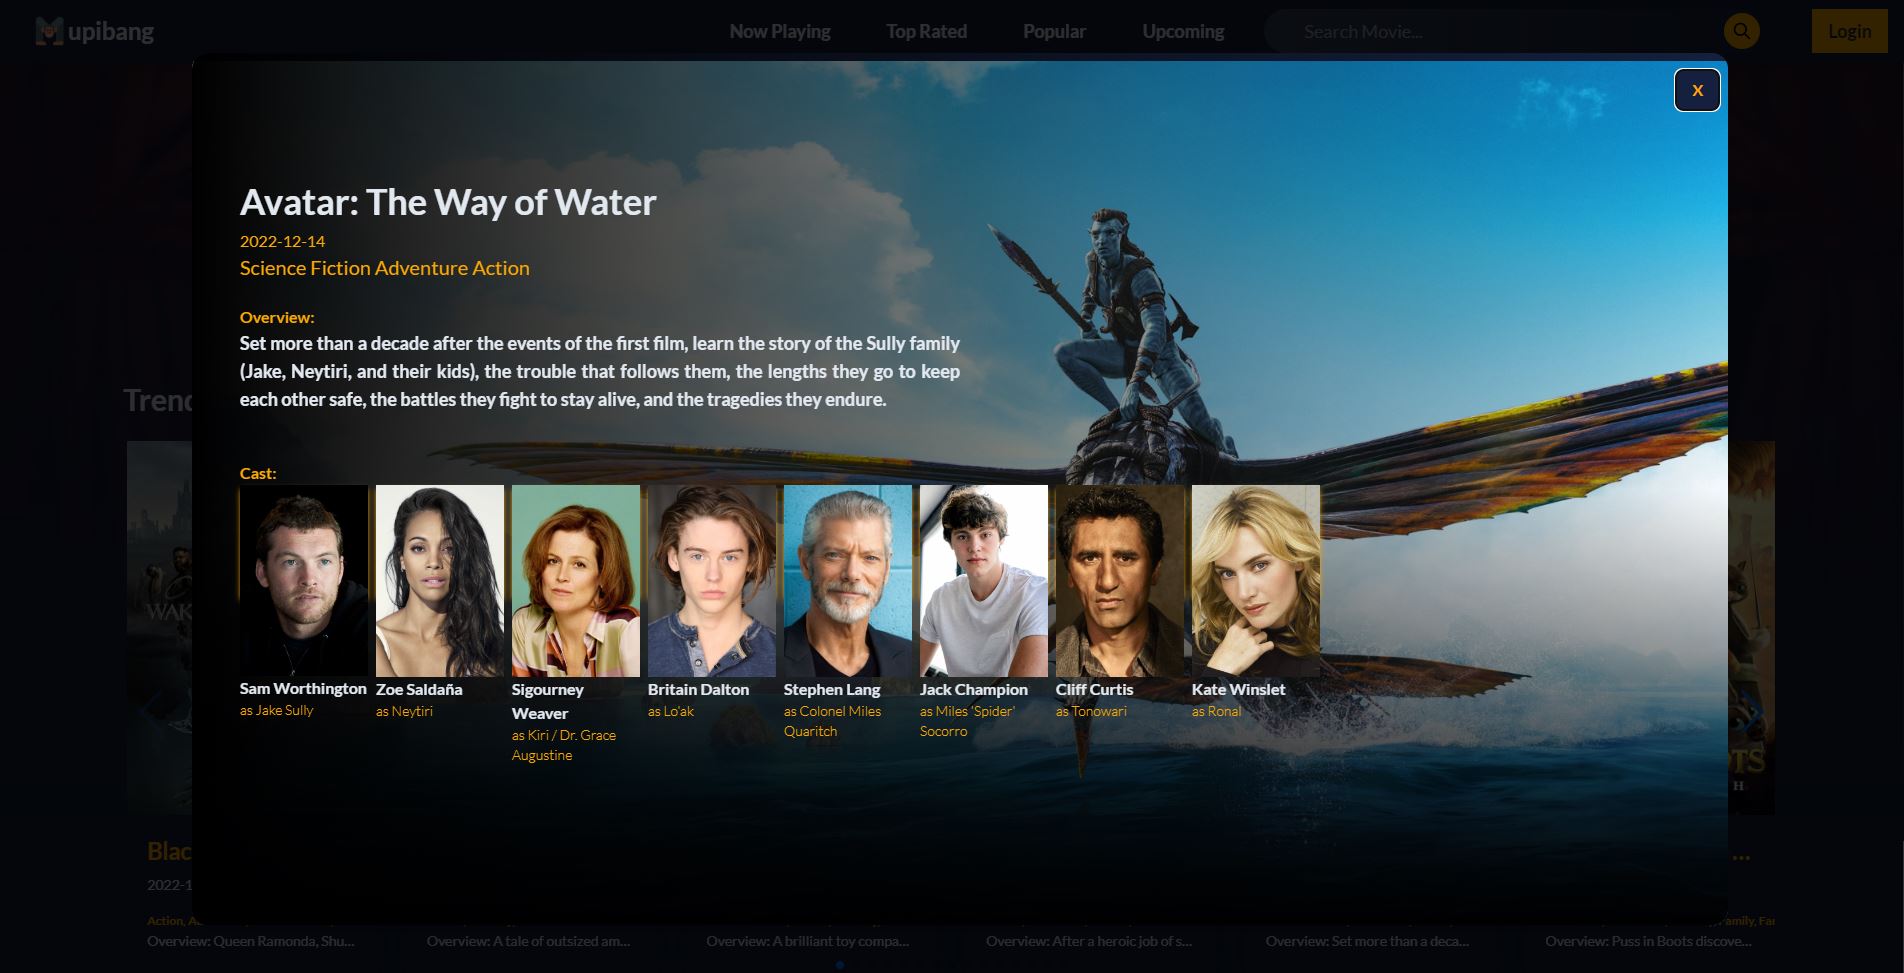 upibang
Now Playing
Top Rated
Popular
Upcoming
Search Movie...
Login
X
Avatar: The Way of Water
2022-12-14
Science Fiction Adventure Action
Overview:
Set more than a decade after the events of the first film, learn the story of the Sully family
(Jake, Neytiri, and their kids), the trouble that follows them, the lengths they go to keep
each other safe, the battles they fight to stay alive, and the tragedies they endure.
Trend
Cast:
Sam Worthington
as Jake Sully
Zoe Saldaña
as Neytiri
Sigourney
Weaver
as Kiri / Dr. Grace
Augustine
Britain Dalton
as Lo'ak
Stephen Lang
as Colonel Miles
Quaritch
Jack Champion
as Miles 'Spider'
Socorro
Cliff Curtis
as Tonowari
Kate Winslet
as Ronal
WAK
OTS
H
Blac
...
2022-1
Action, A
Family, Fa
Overview: Queen Ramonda, Shu...
Overview: A tale of outsized am...
Overview: A brilliant toy compa...
Overview: After a heroic job of s...
Overview: Set more than a deca...
Overview: Puss in Boots discove...